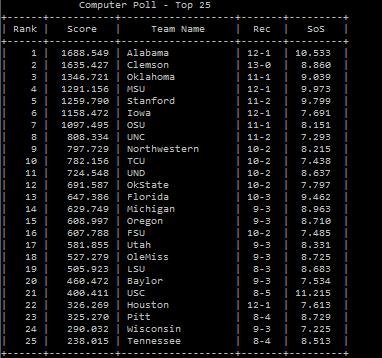 Computer Poll - Top 25
Rank | Score | Team Name | Rec | SoS
1 | 1688.549 | Alabama | 12-1 | 10.533
2 | 1635.427 | Clemson | 13-0 | 8.860
3 | 1346.721 | Oklahoma | 11-1 | 9.039
4 | 1291.156 | MSU | 12-1 | 9.973
5 | 1259.790 | Stanford | 11-2 | 9.799
6 | 1158.472 | Iowa | 12-1 | 7.691
7 | 1097.495 | OSU | 11-1 | 8.151
8 | 808.334 | UNC | 11-2 | 7.293
9 | 797.729 | Northwestern | 10-2 | 8.215
10 | 782.156 | TCU | 10-2 | 7.438
11 | 724.548 | UND | 10-2 | 8.637
12 | 691.587 | OkState | 10-2 | 7.797
13 | 647.386 | Florida | 10-3 | 9.462
14 | 629.749 | Michigan | 9-3 | 8.963
15 | 608.997 | Oregon | 9-3 | 8.710
16 | 607.788 | FSU | 10-2 | 7.485
17 | 581.855 | Utah | 9-3 | 8.331
18 | 527.279 | OleMiss | 9-3 | 8.725
19 | 505.923 | LSU | 8-3 | 8.683
20 | 460.472 | Baylor | 9-3 | 7.534
21 | 400.411 | USC | 8-5 | 11.215
22 | 326.269 | Houston | 12-1 | 7.613
23 | 325.270 | Pitt | 8-4 | 8.729
24 | 290.032 | Wisconsin | 9-3 | 7.225
25 | 238.015 | Tennessee | 8-4 | 8.513